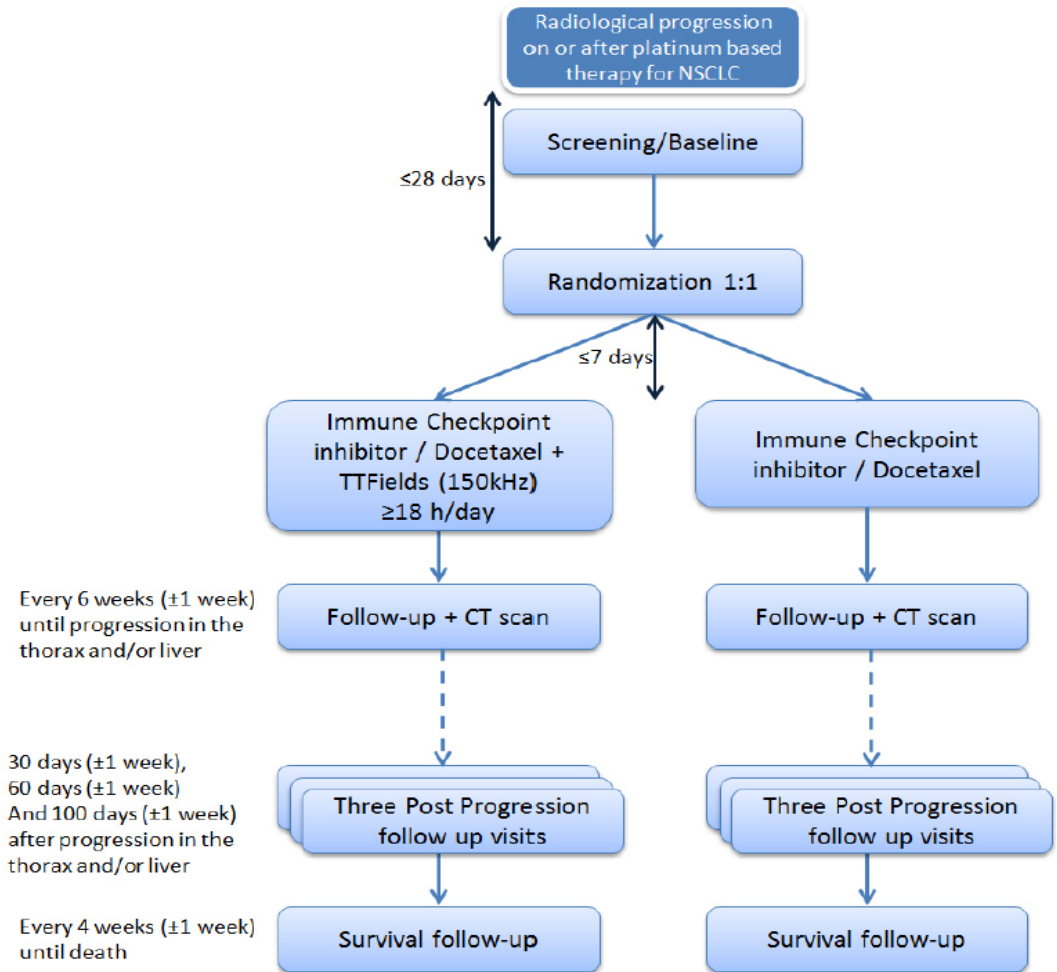 Radiological progression
on or after platinum based
therapy for NSCLC
Screening/Baseline
≤28 days
Randomization 1:1
≤7 days
Immune Checkpoint
inhibitor / Docetaxel +
TTFields (150kHz)
≥18 h/day
Immune Checkpoint
inhibitor / Docetaxel
Every 6 weeks (±1 week)
until progression in the
thorax and/or liver
Follow-up + CT scan
Follow-up + CT scan
30 days (±1 week),
60 days (±1 week)
And 100 days (±1 week)
after progression in the
thorax and/or liver
Three Post Progression
follow up visits
Three Post Progression
follow up visits
Every 4 weeks (±1 week)
until death
Survival follow-up
Survival follow-up